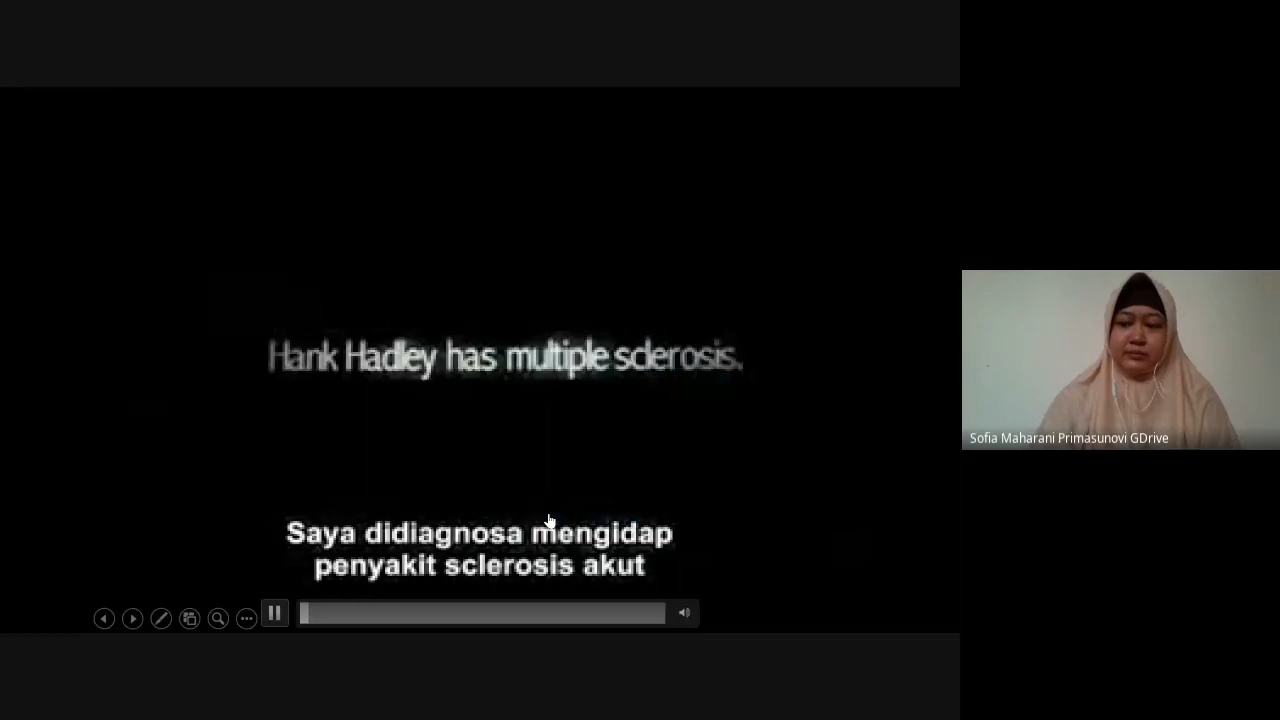 Hank Hadley has multiple sclerosis.
Saya didiagnosa mengidap
penyakit sclerosis akut
Sofia Maharani Primasunovi GDrive